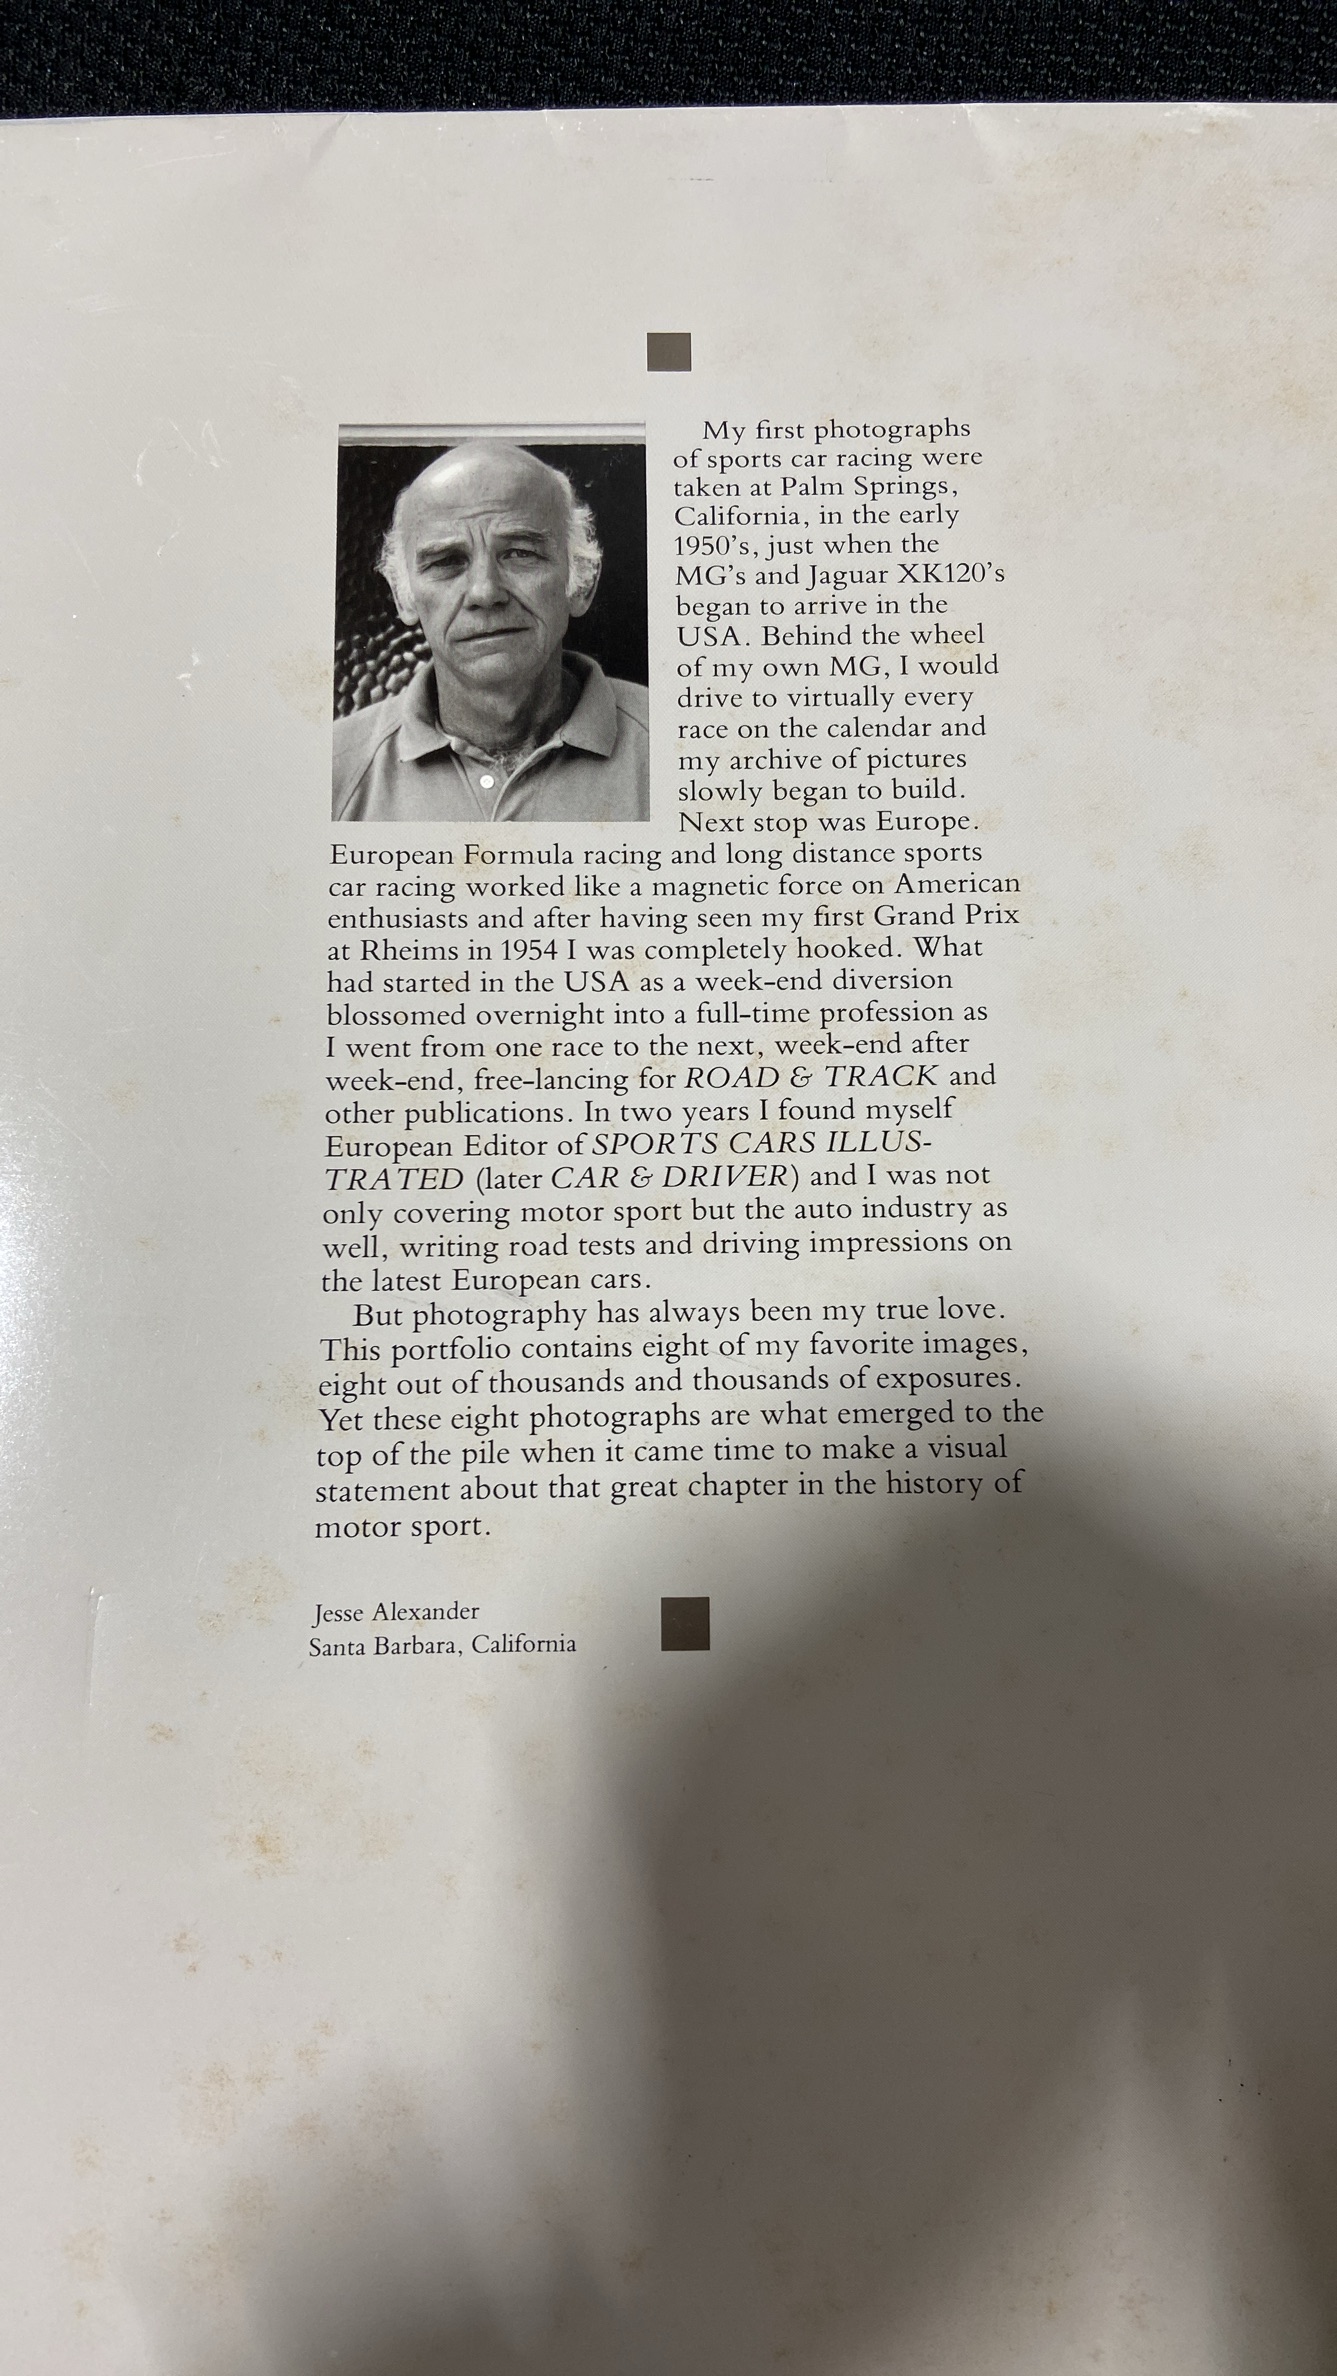 My first photographs
of sports car racing were
taken at Palm Springs,
California, in the early
1950's, just when the
MG's and Jaguar XK120's
began to arrive in the
USA. Behind the wheel
of my own MG, I would
drive to virtually every
race on the calendar and
my archive of pictures
slowly began to build.
Next stop was Europe.
European Formula racing and long distance sports
car racing worked like a magnetic force on American
enthusiasts and after having seen my first Grand Prix
at Rheims in 1954 I was completely hooked. What
had started in the USA as a week-end diversion
blossomed overnight into a full-time profession as
I went from one race to the next, week-end after
week-end, free-lancing for ROAD & TRACK and
other publications. In two years I found myself
European Editor of SPORTS CARS ILLUS-
TRATED (later CAR & DRIVER) and I was not
only covering motor sport but the auto industry as
well, writing road tests and driving impressions on
the latest European cars.
But photography has always been my true love.
This portfolio contains eight of my favorite images,
eight out of thousands and thousands of exposures.
Yet these eight photographs are what emerged to the
top of the pile when it came time to make a visual
statement about that great chapter in the history of
motor sport.
Jesse Alexander
Santa Barbara, California